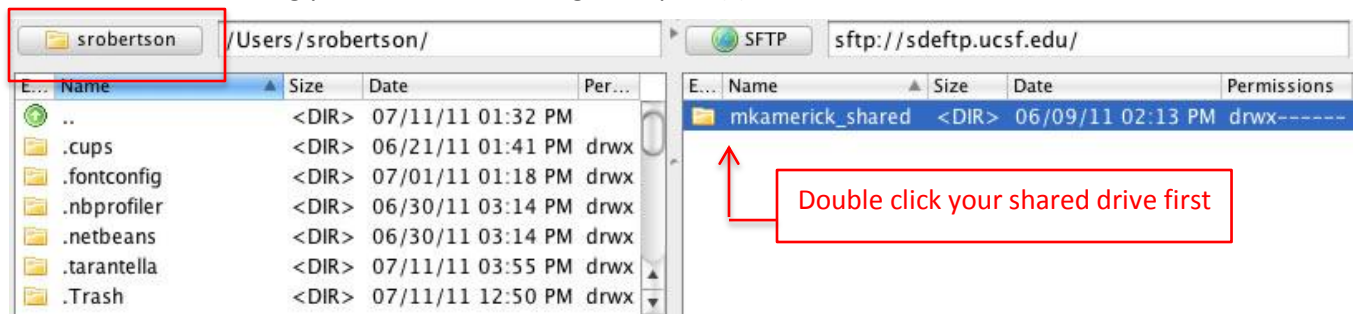 srobertson /Users/srobertson/ SFTP sftp://sdeftp.ucsf.edu/
E... Name Size Date Per... E... Name Size Date Permissions
.. <DIR> 07/11/11 01:32 PM mkamerick_shared <DIR> 06/09/11 02:13 PM drwx------
.cups <DIR> 06/21/11 01:41 PM drwx
.fontconfig <DIR> 07/01/11 01:18 PM drwx
.nbprofiler <DIR> 06/30/11 03:14 PM drwx Double click your shared drive first
.netbeans <DIR> 06/30/11 03:14 PM drwx
.tarantella <DIR> 07/11/11 03:55 PM drwx
.Trash <DIR> 07/11/11 12:50 PM drwx